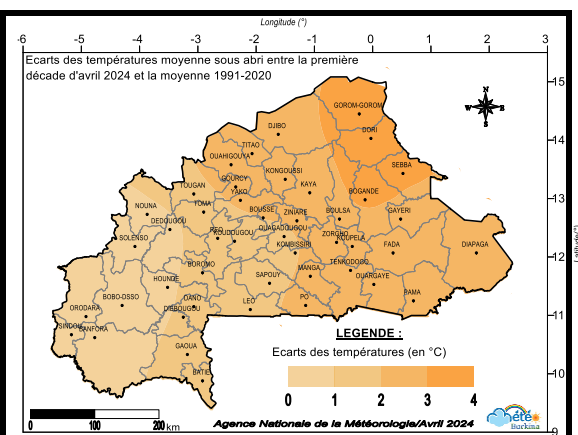 Longitude (°)
-6 -5 -4 -3 -2 -1 0 1 2 3
Ecarts des températures moyenne sous abri entre la première
décade d'avril 2024 et la moyenne 1991-2020
15
N
W E
S
GOROM-GOROM
14
DJIBO
DORI
TITAO
OUAHIGOUYA
SEBBA
KONGOUSSI
GOURCY
TOUGAN
KAYA
YAKO
BOGANDE
13
NOUNA
TOMA
BOUSSE
ZINIARE
BOULSA
GAYERI
DEDOUGOU
SOLENSO
REO
KOUDOUGOU
OUAGADOUGOU
ZORGHO
KOUPELA
KOMBISSIRI
FADA
DIAPAGA
Latitude(°)
12
BOROMO
TENKODOGO
MANGA
HOUNDE
SAPOUY
OUARGAYE
BOBO-DSSO
DANO
LEO
PO
PAMA
ORODARA
DIEBOUGOU
11
SINDOU
BANFORA
LEGENDE :
GAOUA
Ecarts des températures (en °C)
BATIE
10
0 1 2 3 4
0 100 200 km
Agence Nationale de la Météorologie/Avril 2024
Météo
Burkina
9